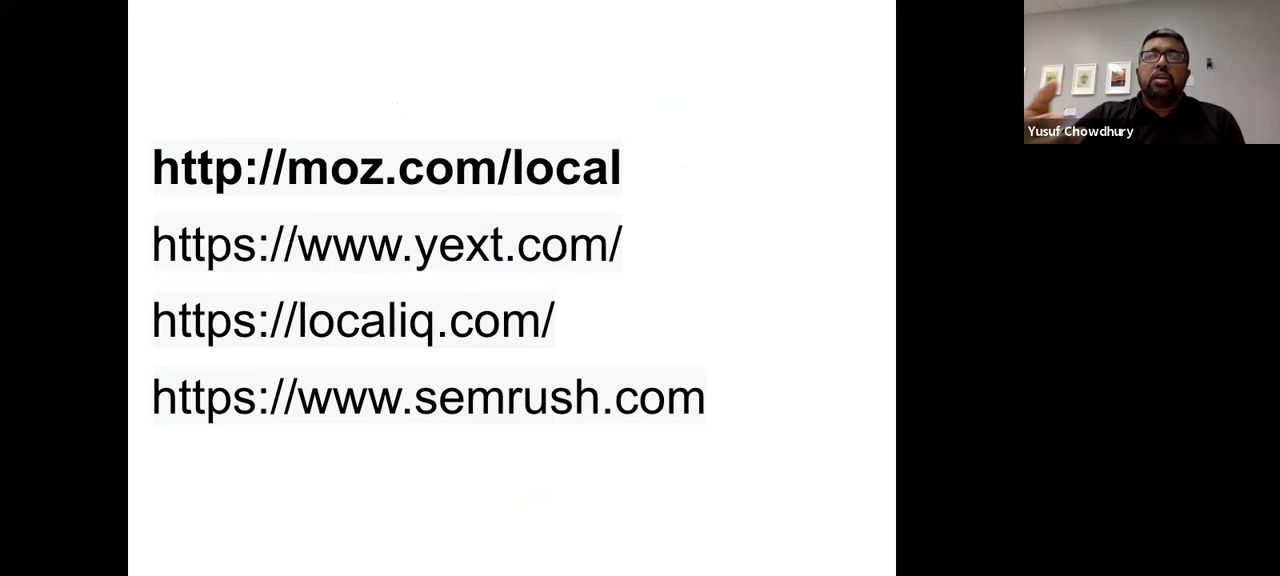 http://moz.com/local
https://www.yext.com/
https://localiq.com/
https://www.semrush.com
Yusuf Chowdhury